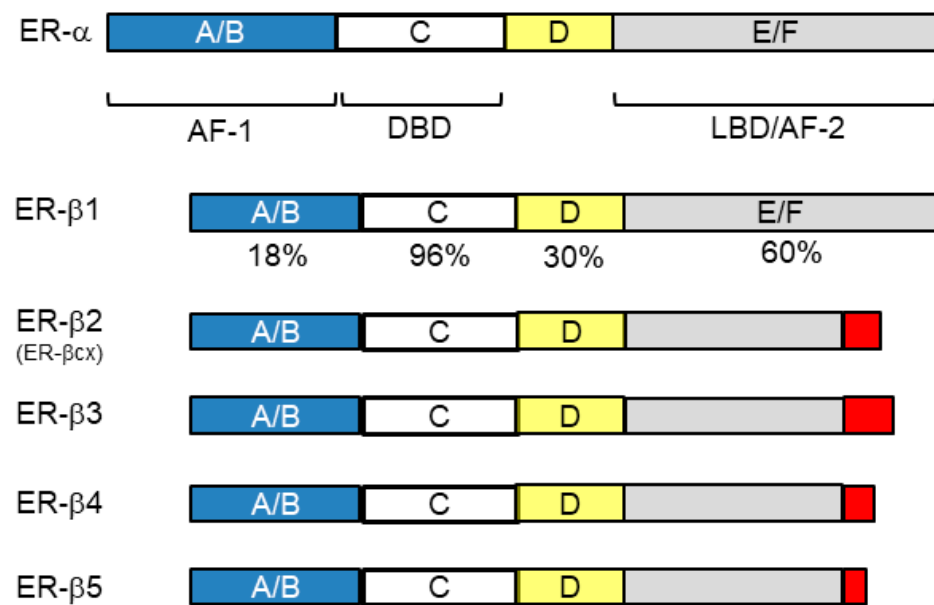 ER-α A/B C D E/F
AF-1 DBD LBD/AF-2
ER-β1 A/B C D E/F
18% 96% 30% 60%
ER-β2 A/B C D
(ER-βcx)
ER-β3 A/B C D
ER-β4 A/B C D
ER-β5 A/B C D